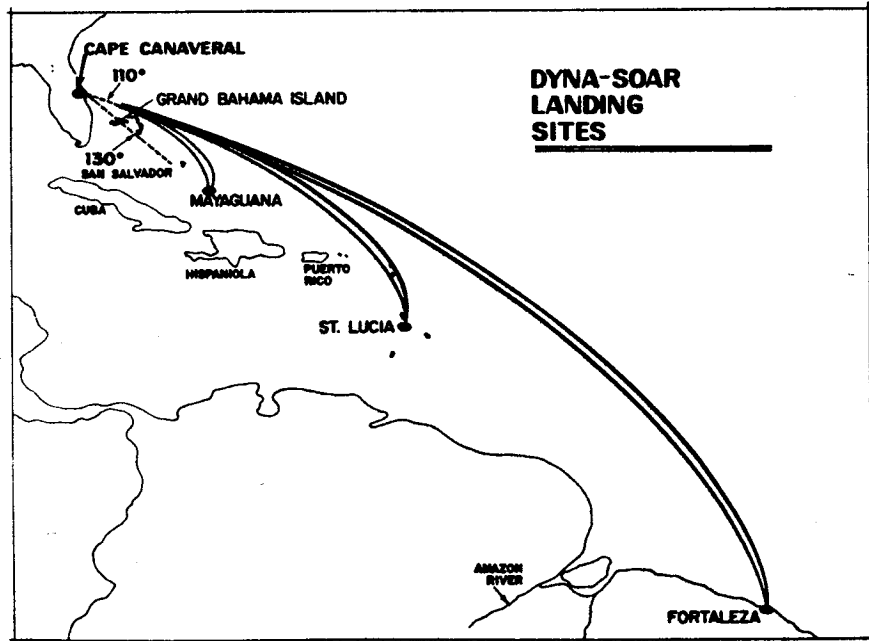 CAPE CANAVERAL
110°
GRAND BAHAMA ISLAND
DYNA-SOAR
LANDING
SITES
130°
SAN SALVADOR
MAYAGUANA
CUBA
HISPANIOLA
PUERTO
RICO
ST. LUCIA
AMAZON
RIVER
FORTALEZA